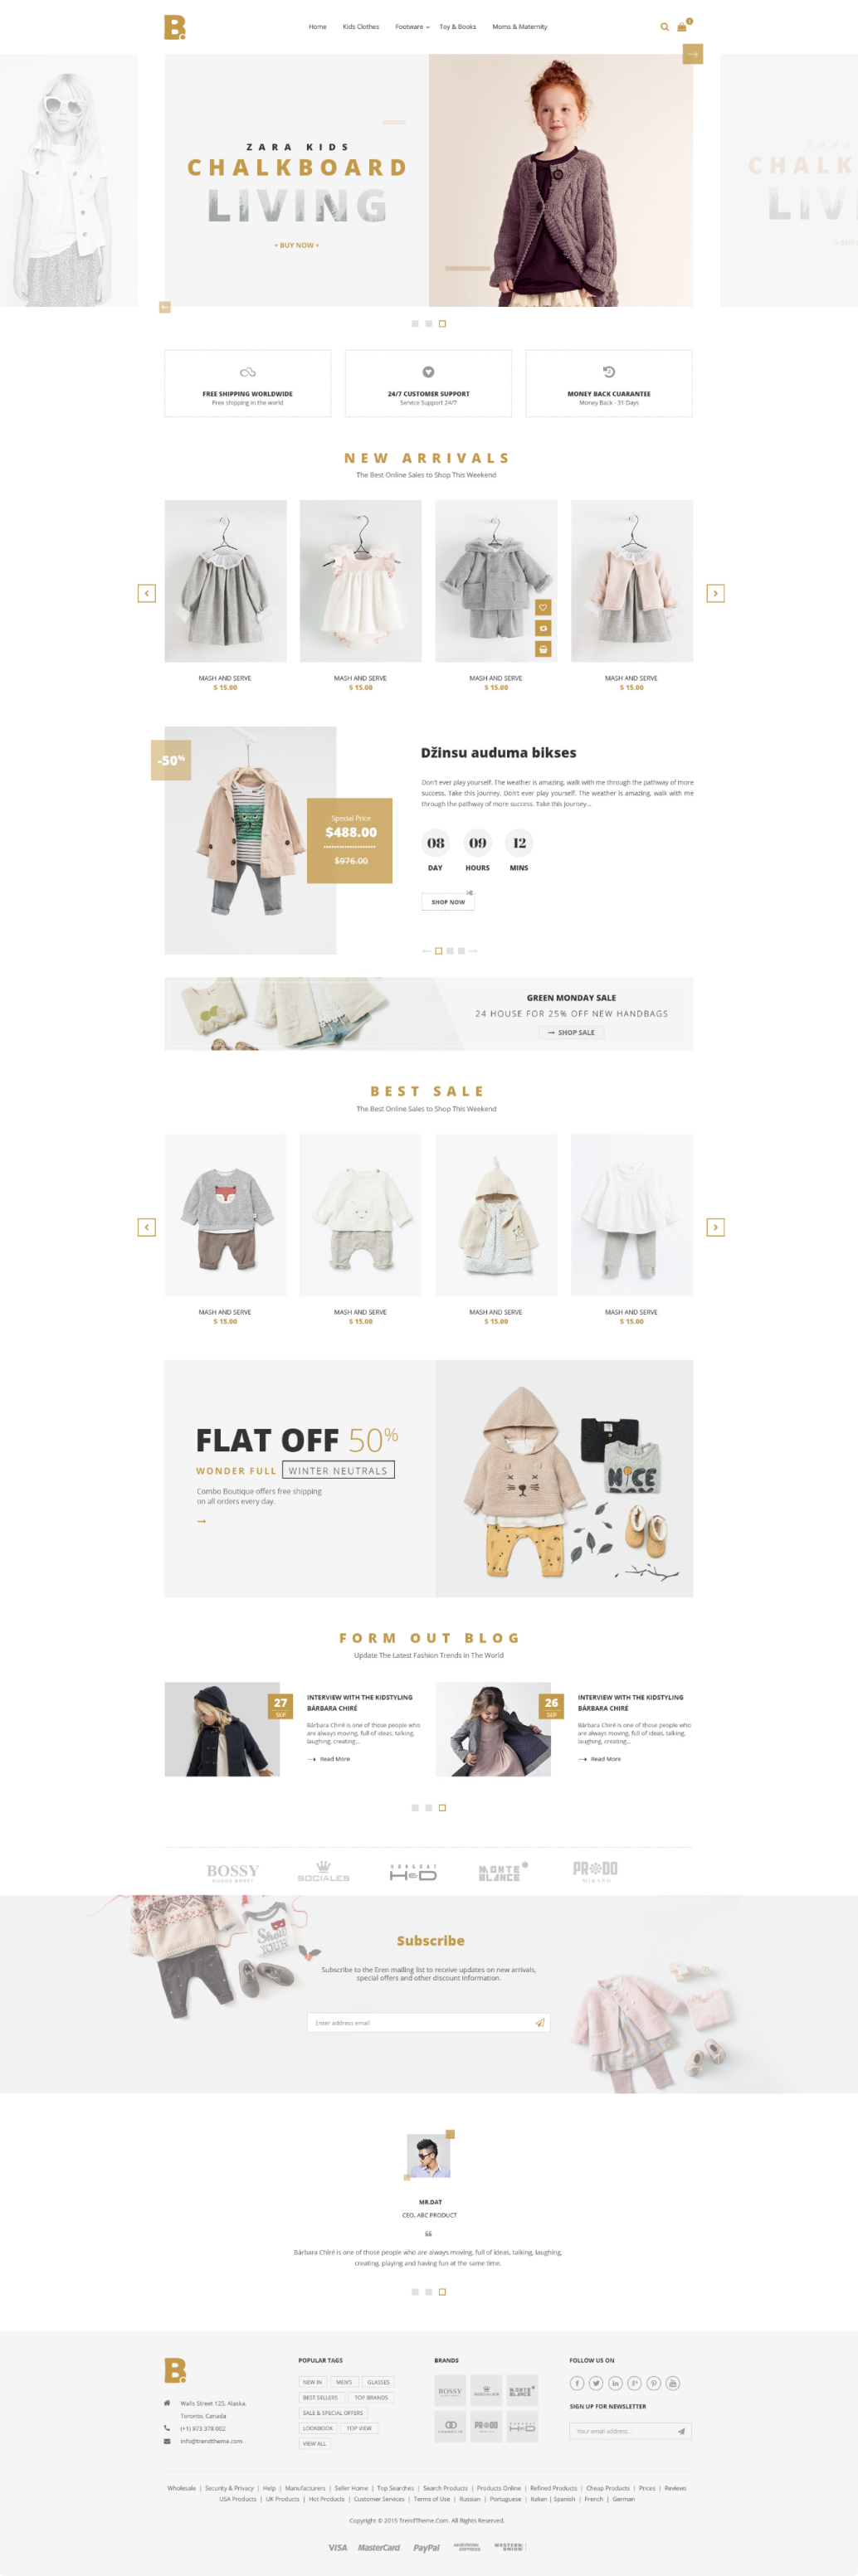 B.
Home Kids Clothes Footware Toy & Books Moms & Maternity
1
ZARA KIDS
CHALKBOARD
LIVING
+ BUY NOW +
CHALK
LIVI
+ BUY
FREE SHIPPING WORLDWIDE
Free shipping in the world
24/7 CUSTOMER SUPPORT
Service Support 24/7
MONEY BACK CUARANTEE
Money Back - 31 Days
NEW ARRIVALS
The Best Online Sales to Shop This Weekend
MASH AND SERVE MASH AND SERVE MASH AND SERVE MASH AND SERVE
$ 15.00 $ 15.00 $ 15.00 $ 15.00
-50%
Special Price
$488.00
$976.00
Džinsu auduma bikses
Don't ever play yourself. The weather is amazing, walk with me through the pathway of more
success. Take this journey. Don't ever play yourself. The weather is amazing, walk with me
through the pathway of more success. Take this journey...
08 09 12
DAY HOURS MINS
SHOP NOW
GREEN MONDAY SALE
24 HOUSE FOR 25% OFF NEW HANDBAGS
SHOP SALE
BEST SALE
The Best Online Sales to Shop This Weekend
MASH AND SERVE MASH AND SERVE MASH AND SERVE MASH AND SERVE
$ 15.00 $ 15.00 $ 15.00 $ 15.00
FLAT OFF 50%
WONDER FULL WINTER NEUTRALS
Combo Boutique offers free shipping
on all orders every day.
NICE
FORM OUT BLOG
Update The Latest Fashion Trends in The World
27
SEP
INTERVIEW WITH THE KIDSTYLING
BÁRBARA CHIRÉ
Bárbara Chiré is one of those people who
are always moving, full of ideas, talking,
laughing, creating...
Read More
26
SEP
INTERVIEW WITH THE KIDSTYLING
BÁRBARA CHIRÉ
Bárbara Chiré is one of those people who
are always moving, full of ideas, talking,
laughing, creating...
Read More
BOSSY
SOCIALES
H&D
MONTE
BLANCE
PRODO
MIRANO
Shall
YOUR
Subscribe
Subscribe to the Eren mailing list to receive updates on new arrivals,
special offers and other discount information.
Enter address email
MR.DAT
CEO. ABC PRODUCT
Bárbara Chiré is one of those people who are always moving, full of ideas, talking, laughing,
creating, playing and having fun at the same time.
B.
Walls Street 125, Alaska,
Toronto, Canada
(+1) 973 378 002
info@trendtheme.com
POPULAR TAGS
NEW IN MEN'S GLASSES
BEST SELLERS TOP BRANDS
SALE & SPECIAL OFFERS
LOOKBOOK TOP VIEW
VIEW ALL
BRANDS
BOSSY SOCIALES MONTE BLANCE
PRODO H&D
FOLLOW US ON
SIGN UP FOR NEWSLETTER
Your email address...
Wholesale | Security & Privacy | Help | Manufacturers | Seller Home | Top Searches | Search Products | Products Online | Refined Products | Cheap Products | Prices | Reviews
USA Products | UK Products | Hot Products | Customer Services | Terms of Use | Russian | Portuguese | Italian | Spanish | French | German
Copyright © 2015 TrendTheme.Com. All Rights Reserved.
VISA MasterCard PayPal AMERICAN EXPRESS WESTERN UNION